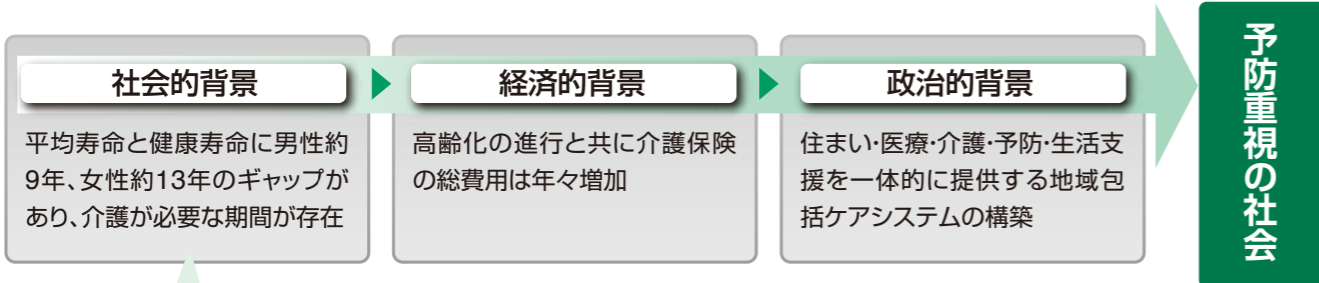 社会的背景
平均寿命と健康寿命に男性約
9年、女性約13年のギャップが
あり、介護が必要な期間が存在
経済的背景
高齢化の進行と共に介護保険
の総費用は年々増加
政治的背景
住まい・医療・介護・予防・生活支
援を一体的に提供する地域包
括ケアシステムの構築
予防重視の社会